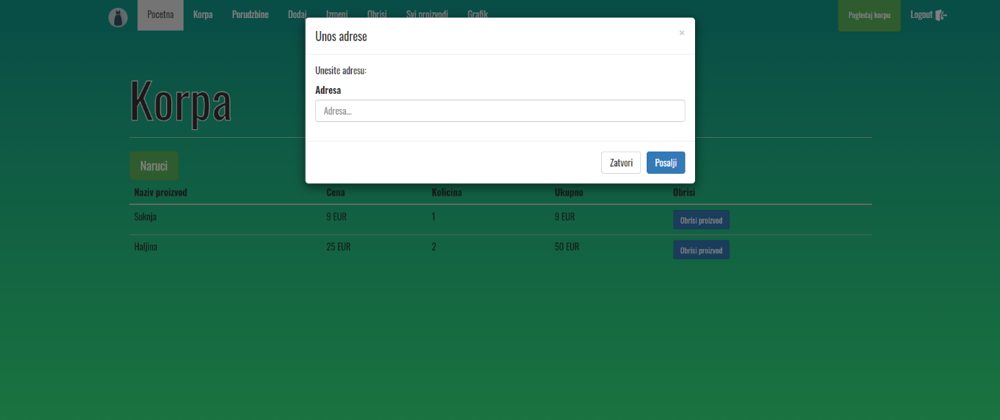 Pocetna Korpa Porudzbine Dodaj Izmeni Obrisi Svi proizvodi Grafik Pogledaj korpu Logout
Unos adrese ×
Unesite adresu:
Adresa
Adresa...
Zatvori Posalji
Korpa
Naruci
Naziv proizvod Cena Kolicina Ukupno Obrisi
Suknja 9 EUR 1 9 EUR Obrisi proizvod
Haljina 25 EUR 2 50 EUR Obrisi proizvod